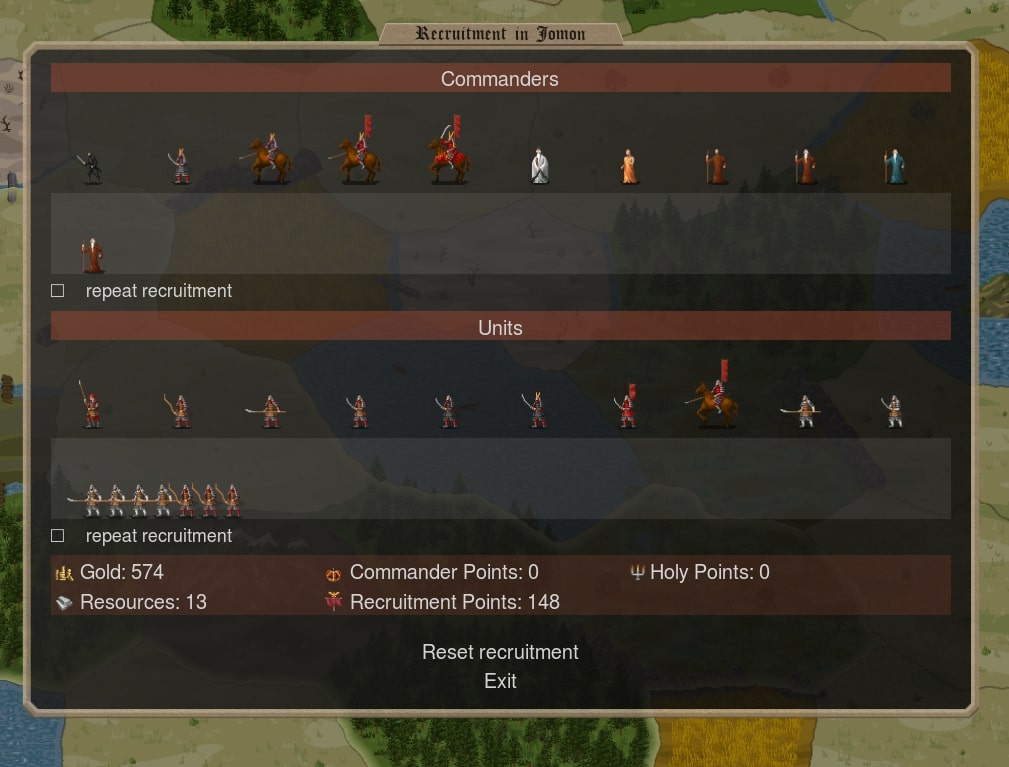 Recruitment in Jomon
Commanders
repeat recruitment
Units
repeat recruitment
Gold: 574 Commander Points: 0 Holy Points: 0
Resources: 13 Recruitment Points: 148
Reset recruitment
Exit